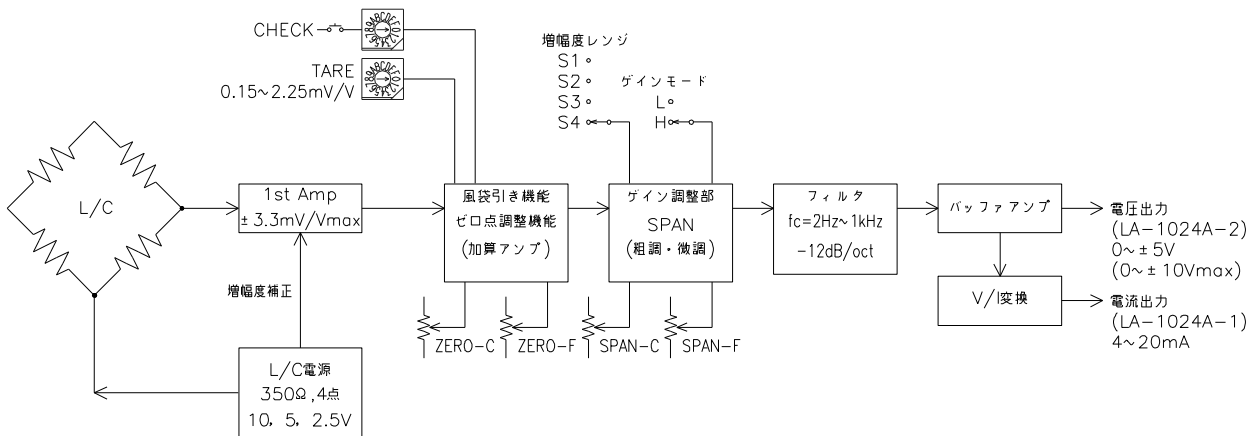 CHECK
TARE
0.15~2.25mV/V
増幅度レンジ
S1
S2
S3
S4
ゲインモード
L
H
L/C
1st Amp
±3.3mV/Vmax
風袋引き機能
ゼロ点調整機能
(加算アンプ)
ゲイン調整部
SPAN
(粗調・微調)
フィルタ
fc=2Hz~1kHz
-12dB/oct
バッファアンプ
電圧出力
(LA-1024A-2)
0~±5V
(0~±10Vmax)
V/I変換
電流出力
(LA-1024A-1)
4~20mA
増幅度補正
ZERO-C
ZERO-F
SPAN-C
SPAN-F
L/C電源
350Ω,4点
10, 5, 2.5V